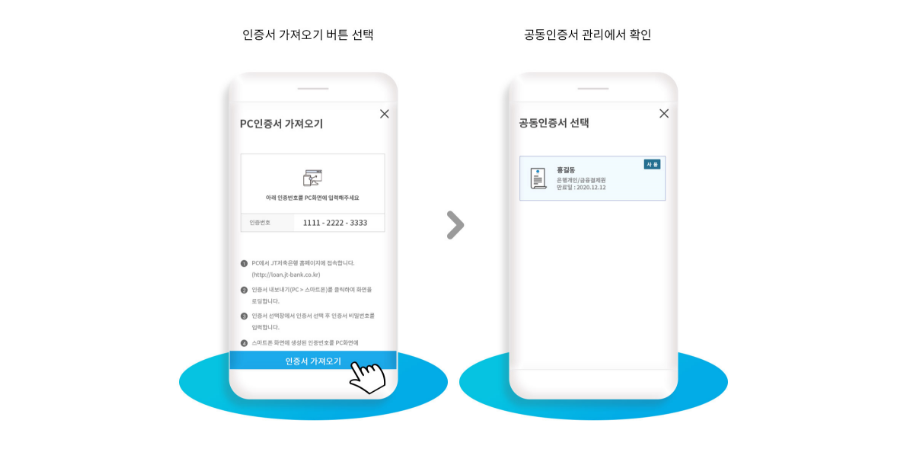 인증서 가져오기 버튼 선택
공동인증서 관리에서 확인
PC인증서 가져오기
아래 인증번호를 PC화면에 입력해주세요
인증번호 1111 - 2222 - 3333
1 PC에서 JT저축은행 홈페이지에 접속합니다.
(http://loan.jt-bank.co.kr)
2 인증서 내보내기(PC > 스마트폰)를 클릭하여 화면을
호출합니다.
3 인증서 선택창에서 인증서 선택 후 인증서 비밀번호를
입력합니다.
4 스마트폰 화면에 생성된 인증번호를 PC화면에
인증서 가져오기
공동인증서 선택
홍길동
사용
은행개인/금융결제원
만료일 : 2020.12.12